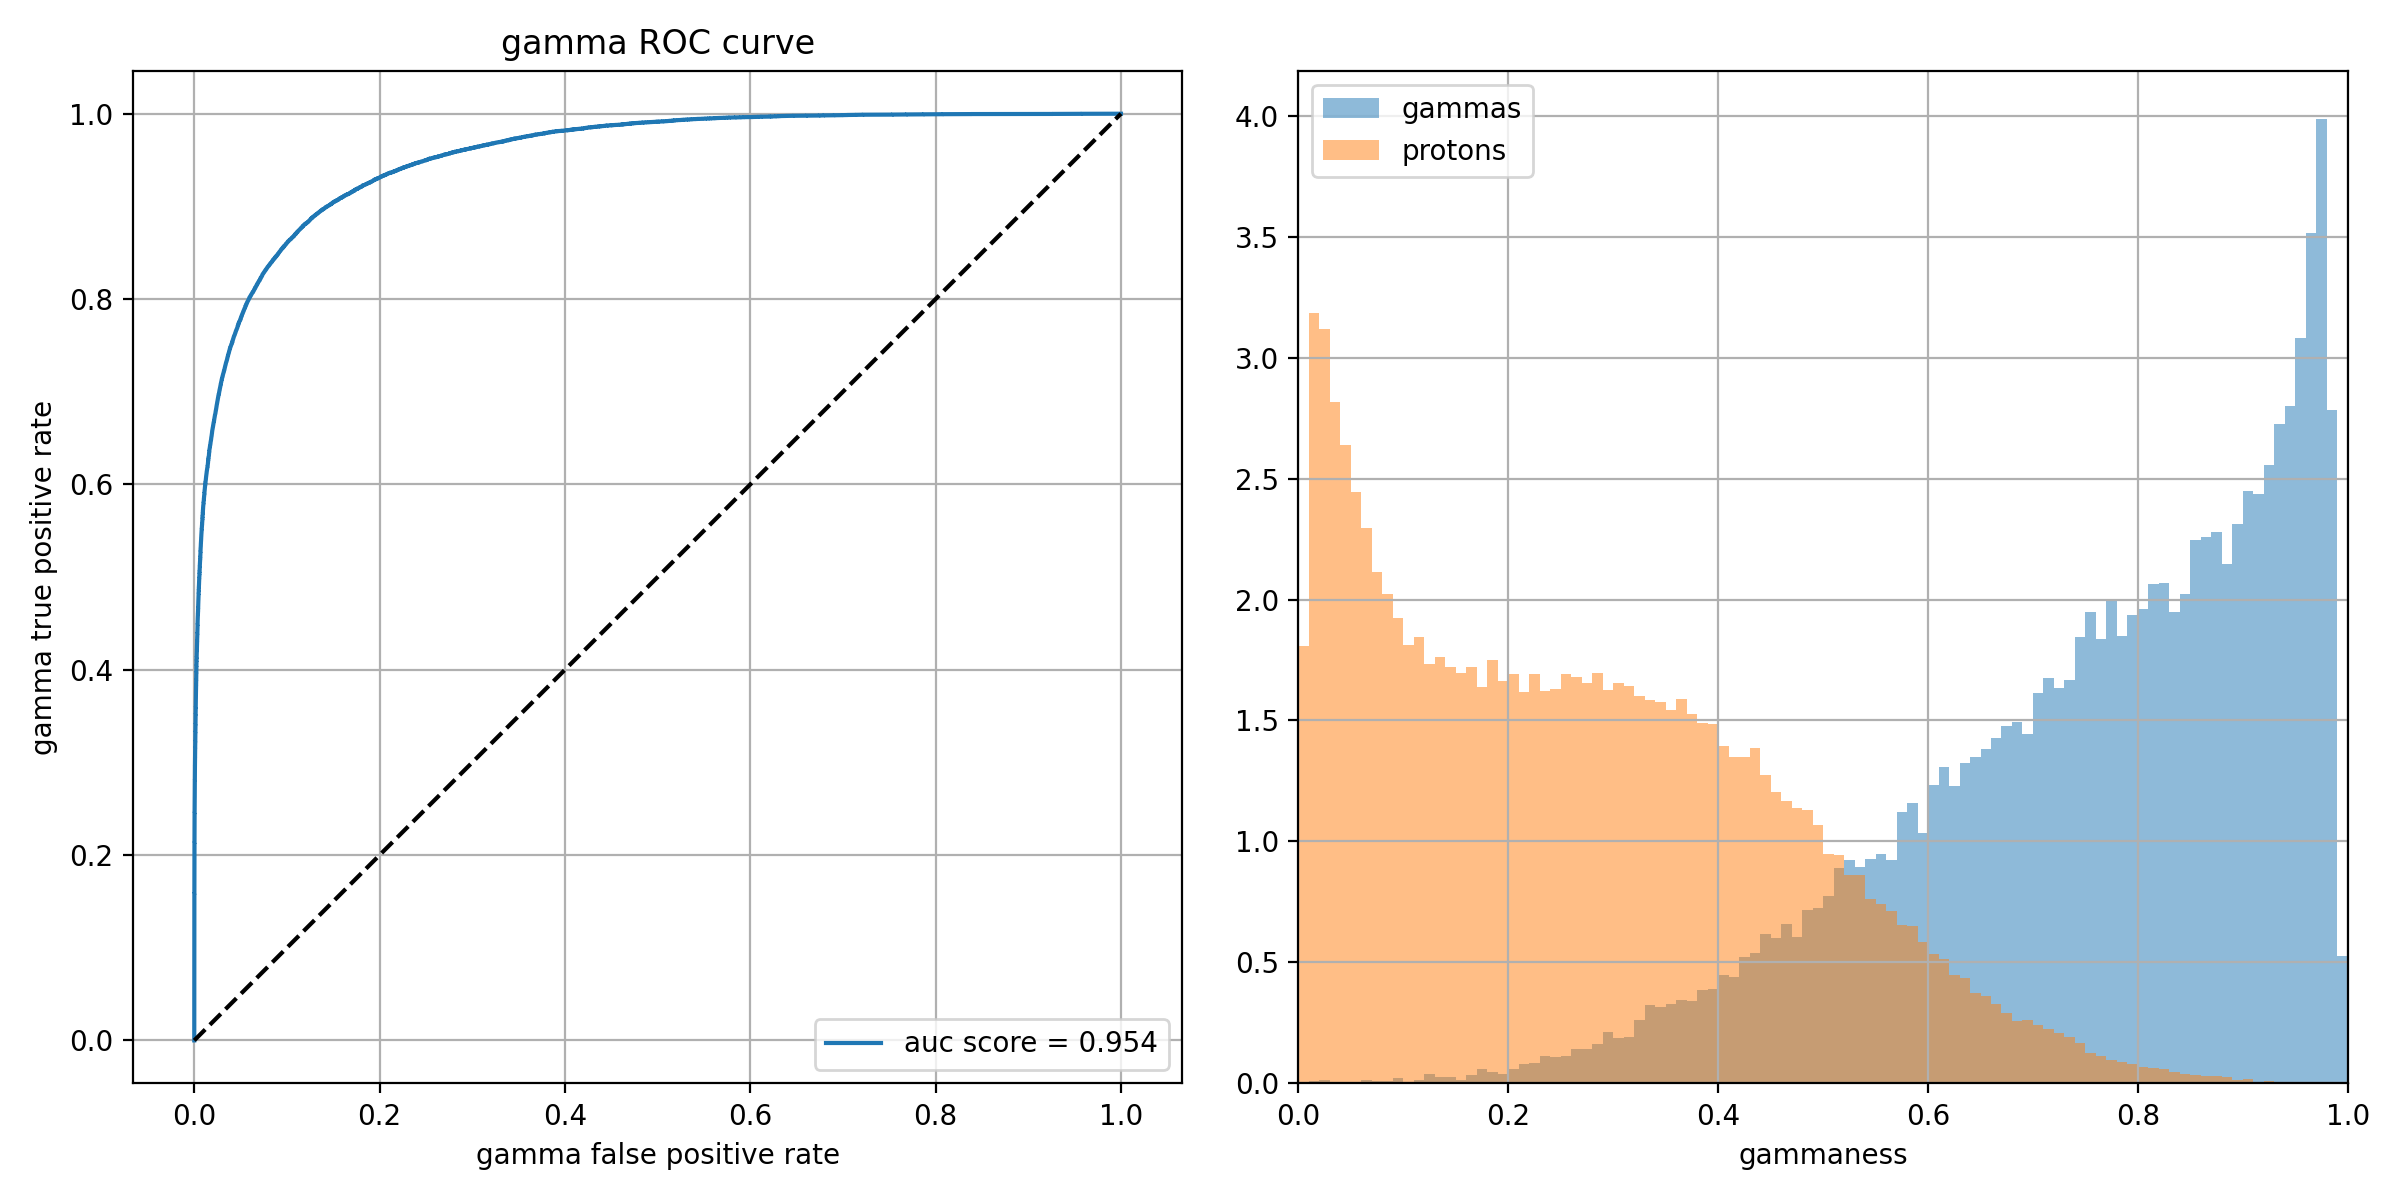 gamma ROC curve
1.0
0.8
0.6
0.4
0.2
0.0
gamma true positive rate
auc score = 0.954
0.0 0.2 0.4 0.6 0.8 1.0
gamma false positive rate
gammas
protons
4.0
3.5
3.0
2.5
2.0
1.5
1.0
0.5
0.0
0.0 0.2 0.4 0.6 0.8 1.0
gammaness